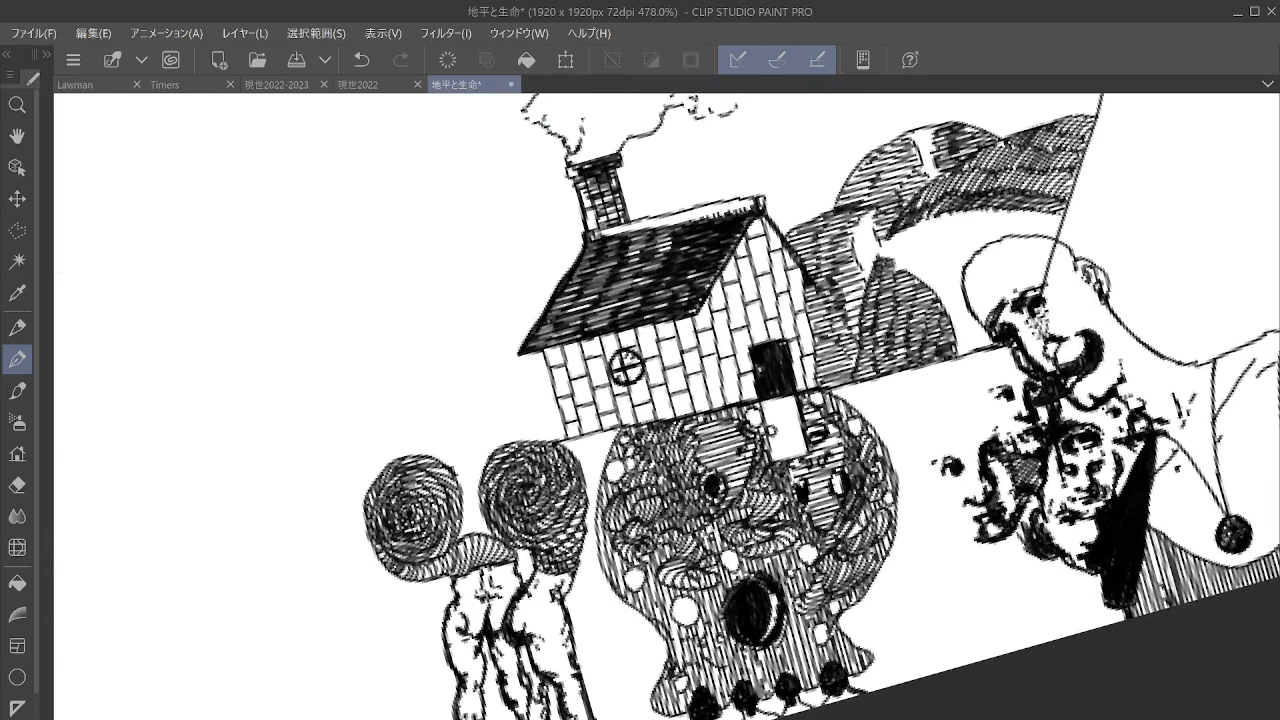 地平と生命* (1920 x 1920px 72dpi 478.0%)  - CLIP STUDIO PAINT PRO
ファイル(F) 編集(E) アニメーション(A) レイヤー(L) 選択範囲(S) 表示(V) フィルター(I) ウィンドウ(W) ヘルプ(H)
Lawman Timers 現世2022-2023 現世2022 地平と生命*